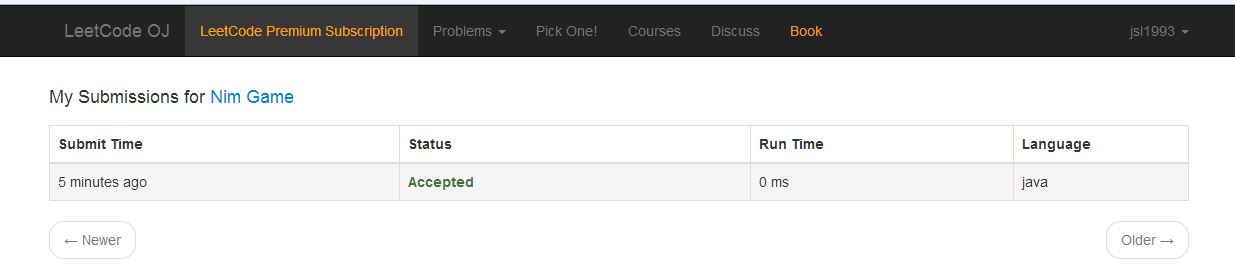 LeetCode OJ LeetCode Premium Subscription Problems Pick One! Courses Discuss Book jsl1993
My Submissions for Nim Game
Submit Time Status Run Time Language
5 minutes ago Accepted 0 ms java
← Newer Older →